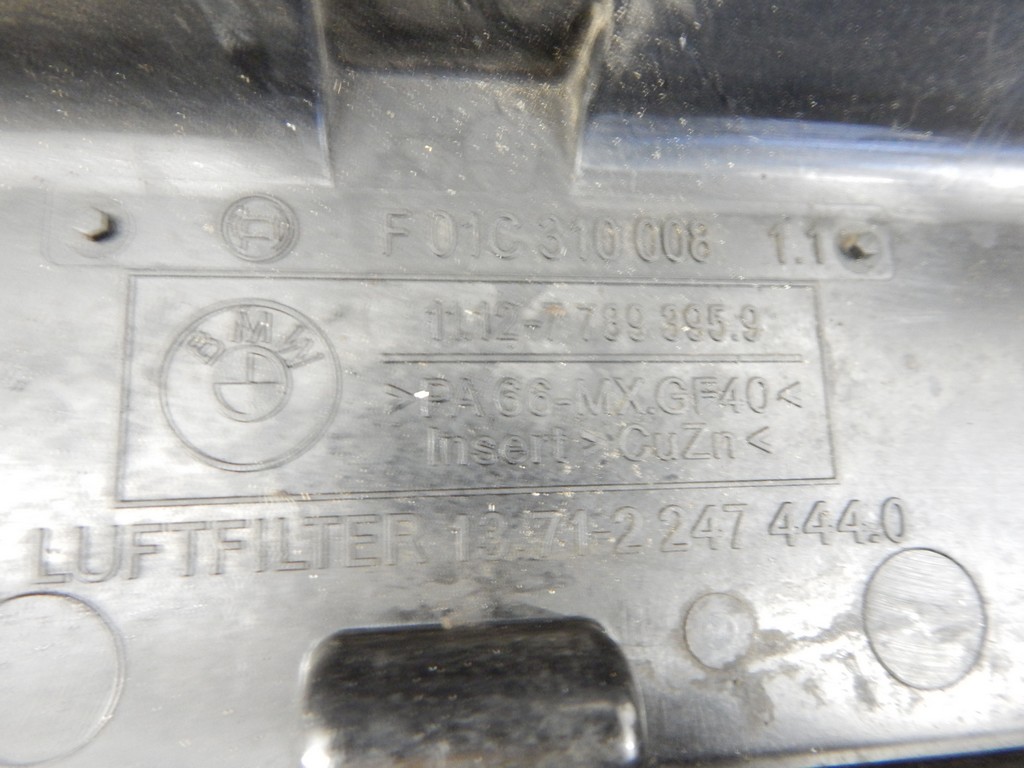 F 01C 310 008 1.1
BMW
11.12-7 789 395.9
>PA 66-MX.GF40<
Insert >:CuZn<
LUFTFILTER 13.71-2 247 444.0